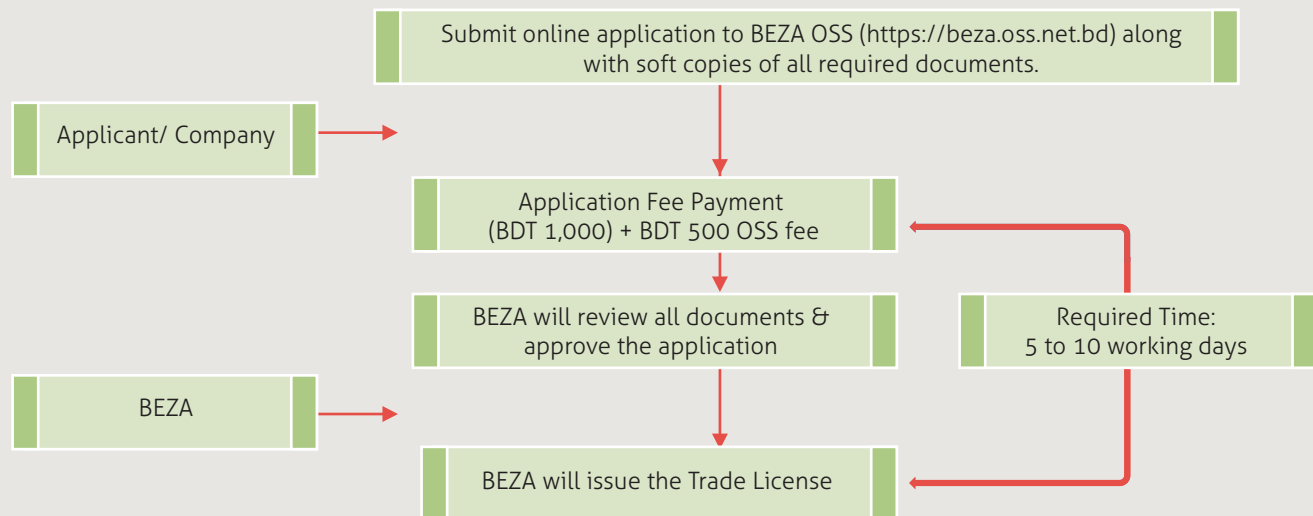 Submit online application to BEZA OSS (https://beza.oss.net.bd) along
with soft copies of all required documents.
Applicant/ Company
Application Fee Payment
(BDT 1,000) + BDT 500 OSS fee
BEZA will review all documents &
approve the application
Required Time:
5 to 10 working days
BEZA
BEZA will issue the Trade License